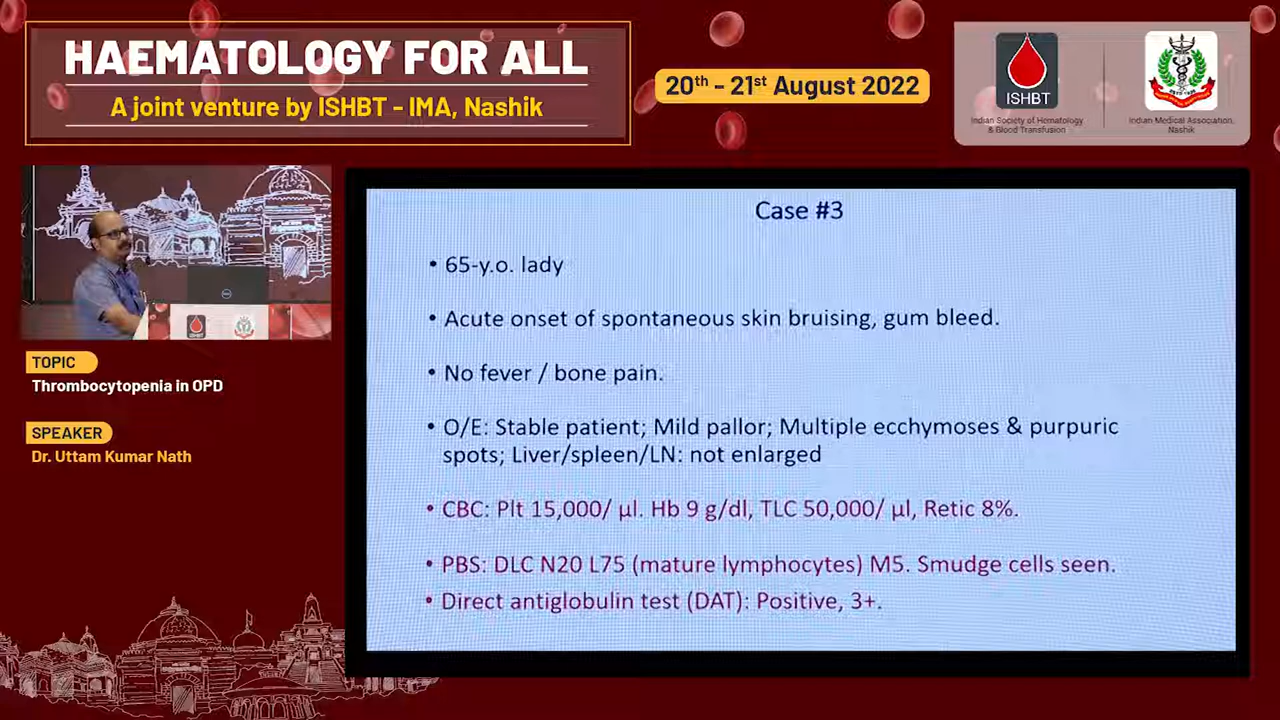 HAEMATOLOGY FOR ALL
A joint venture by ISHBT - IMA, Nashik
20th - 21st August 2022
ISHBT
Indian Society of Hematology
& Blood Transfusion
Indian Medical Association,
Nashik
TOPIC
Thrombocytopenia in OPD
SPEAKER
Dr. Uttam Kumar Nath
Case #3
• 65-y.o. lady
• Acute onset of spontaneous skin bruising, gum bleed.
• No fever / bone pain.
• O/E: Stable patient; Mild pallor; Multiple ecchymoses & purpuric
spots; Liver/spleen/LN: not enlarged
• CBC: Plt 15,000/ µl. Hb 9 g/dl, TLC 50,000/ µl, Retic 8%.
• PBS: DLC N20 L75 (mature lymphocytes) M5. Smudge cells seen.
• Direct antiglobulin test (DAT): Positive, 3+.